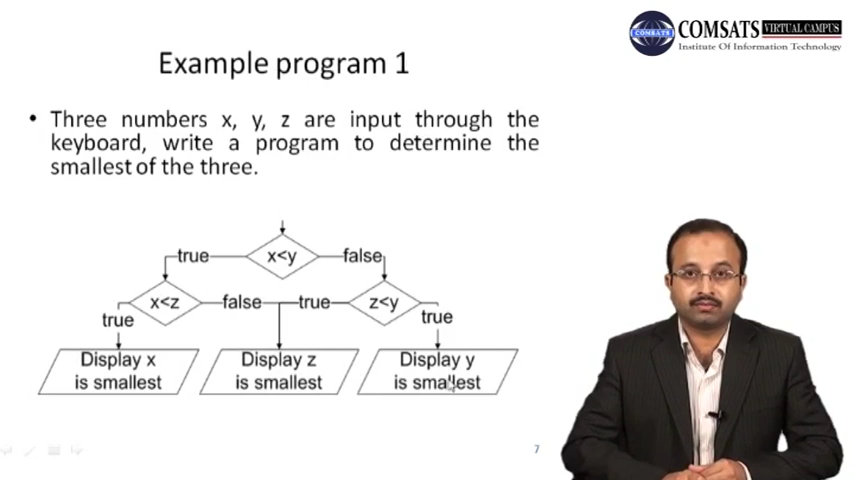 COMSATS VIRTUAL CAMPUS
COMSATS
Institute Of Information Technology
Example program 1
• Three numbers x, y, z are input through the
keyboard, write a program to determine the
smallest of the three.
true
x<y
false
x<z
false
true
z<y
true
true
Display x
is smallest
Display z
is smallest
Display y
is smallest
7